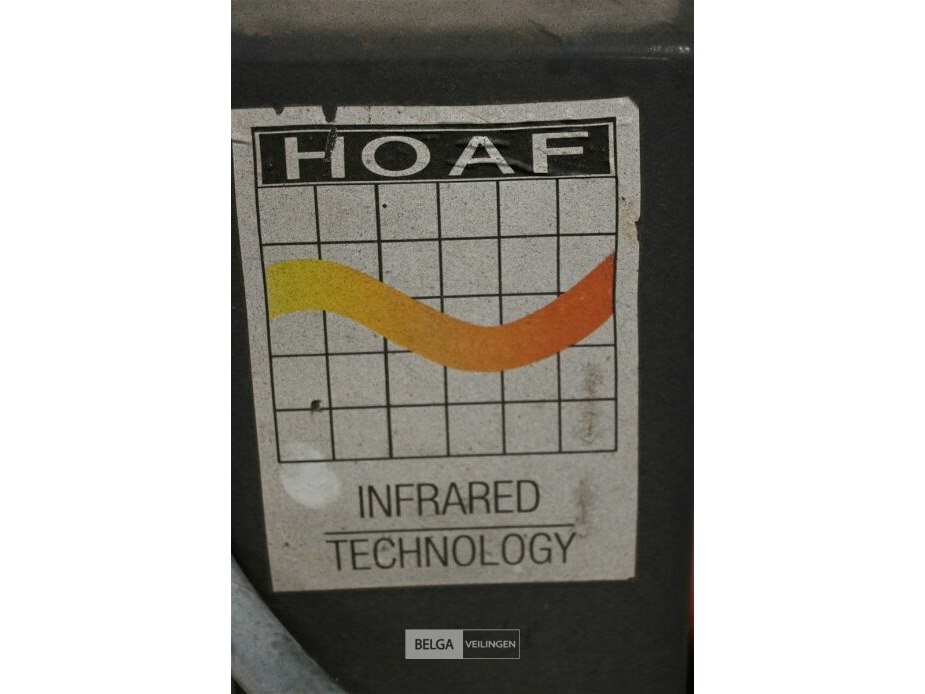 HOAF
INFRARED
TECHNOLOGY
BELGA VEILINGEN